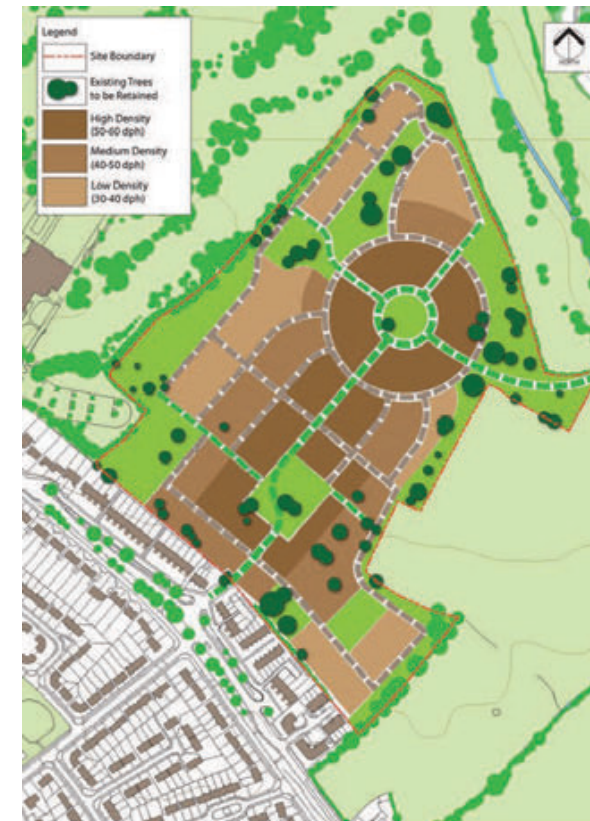 Legend
Site Boundary
Existing Trees
to be Retained
High Density
(50-60 dph)
Medium Density
(40-50 dph)
Low Density
(30-40 dph)
NORTH